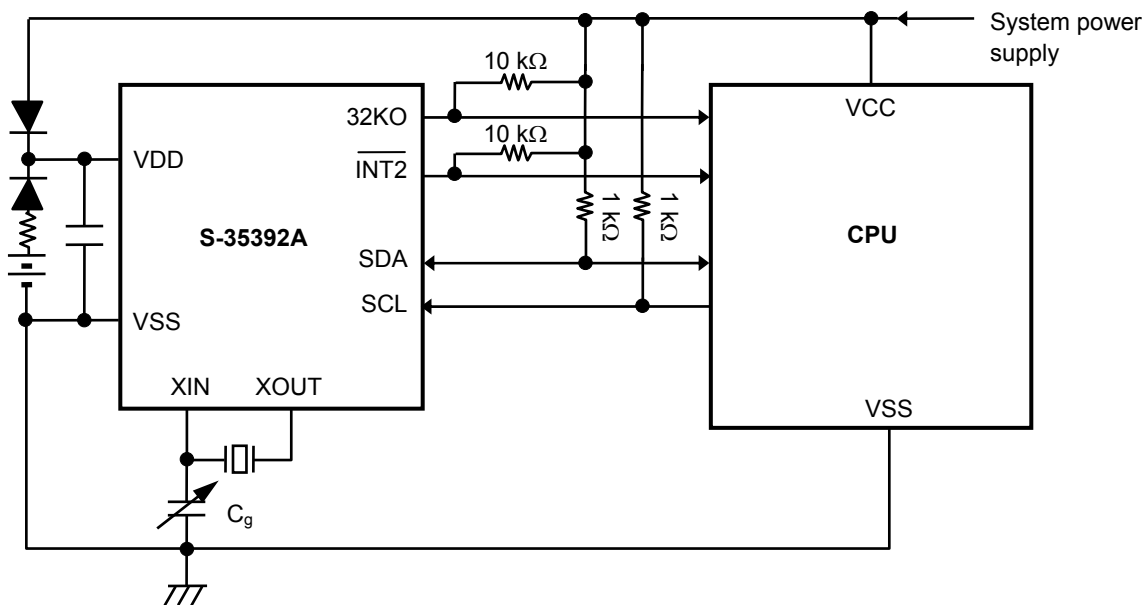 System power
supply
10 kΩ
32KO
VCC
10 kΩ
VDD
INT2
1 kΩ
1 kΩ
S-35392A
CPU
SDA
SCL
VSS
XIN XOUT
VSS
Cg